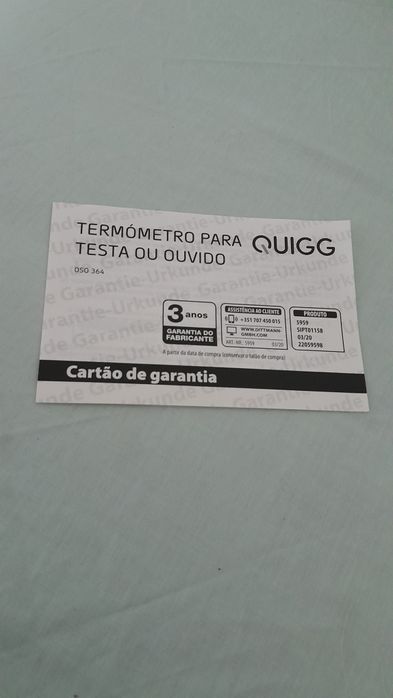 TERMÓMETRO PARA
TESTA OU OUVIDO
QUIGG
DSO 364
3 anos
GARANTIA DO
FABRICANTE
ASSISTÊNCIA AO CLIENTE
+351 707 450 015
WWW.DITTMANN-
GMBH.COM
ART.-NR.: 5959 03/20
PRODUTO
5959
SIPT01158
03/20
22059598
A partir da data de compra (conservar o talão de compra)
Cartão de garantia
Garantie-Urkunde